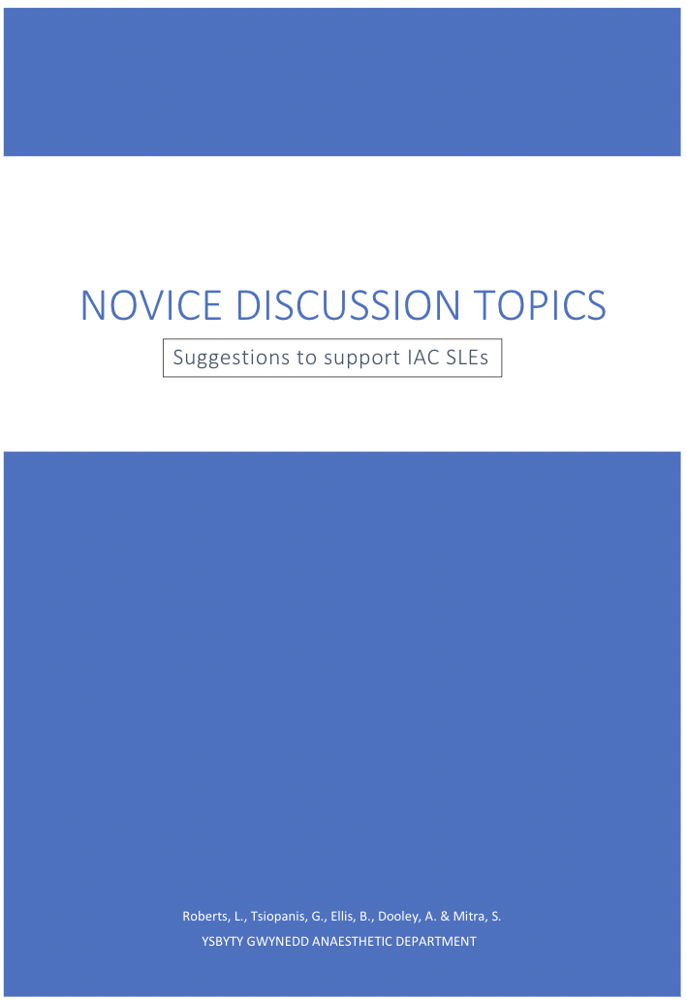 NOVICE DISCUSSION TOPICS
Suggestions to support IAC SLEs
Roberts, L., Tsiopanis, G., Ellis, B., Dooley, A. & Mitra, S.
YSBYTY GWYNEDD ANAESTHETIC DEPARTMENT